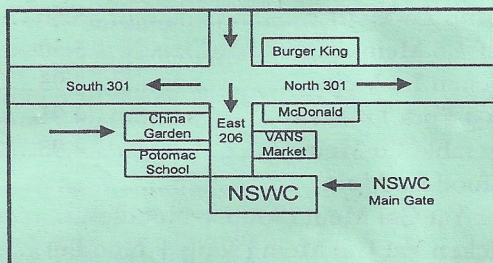 Burger King
South 301
North 301
McDonald
China
Garden
East
206
VANS
Market
Potomac
School
NSWC
NSWC
Main Gate